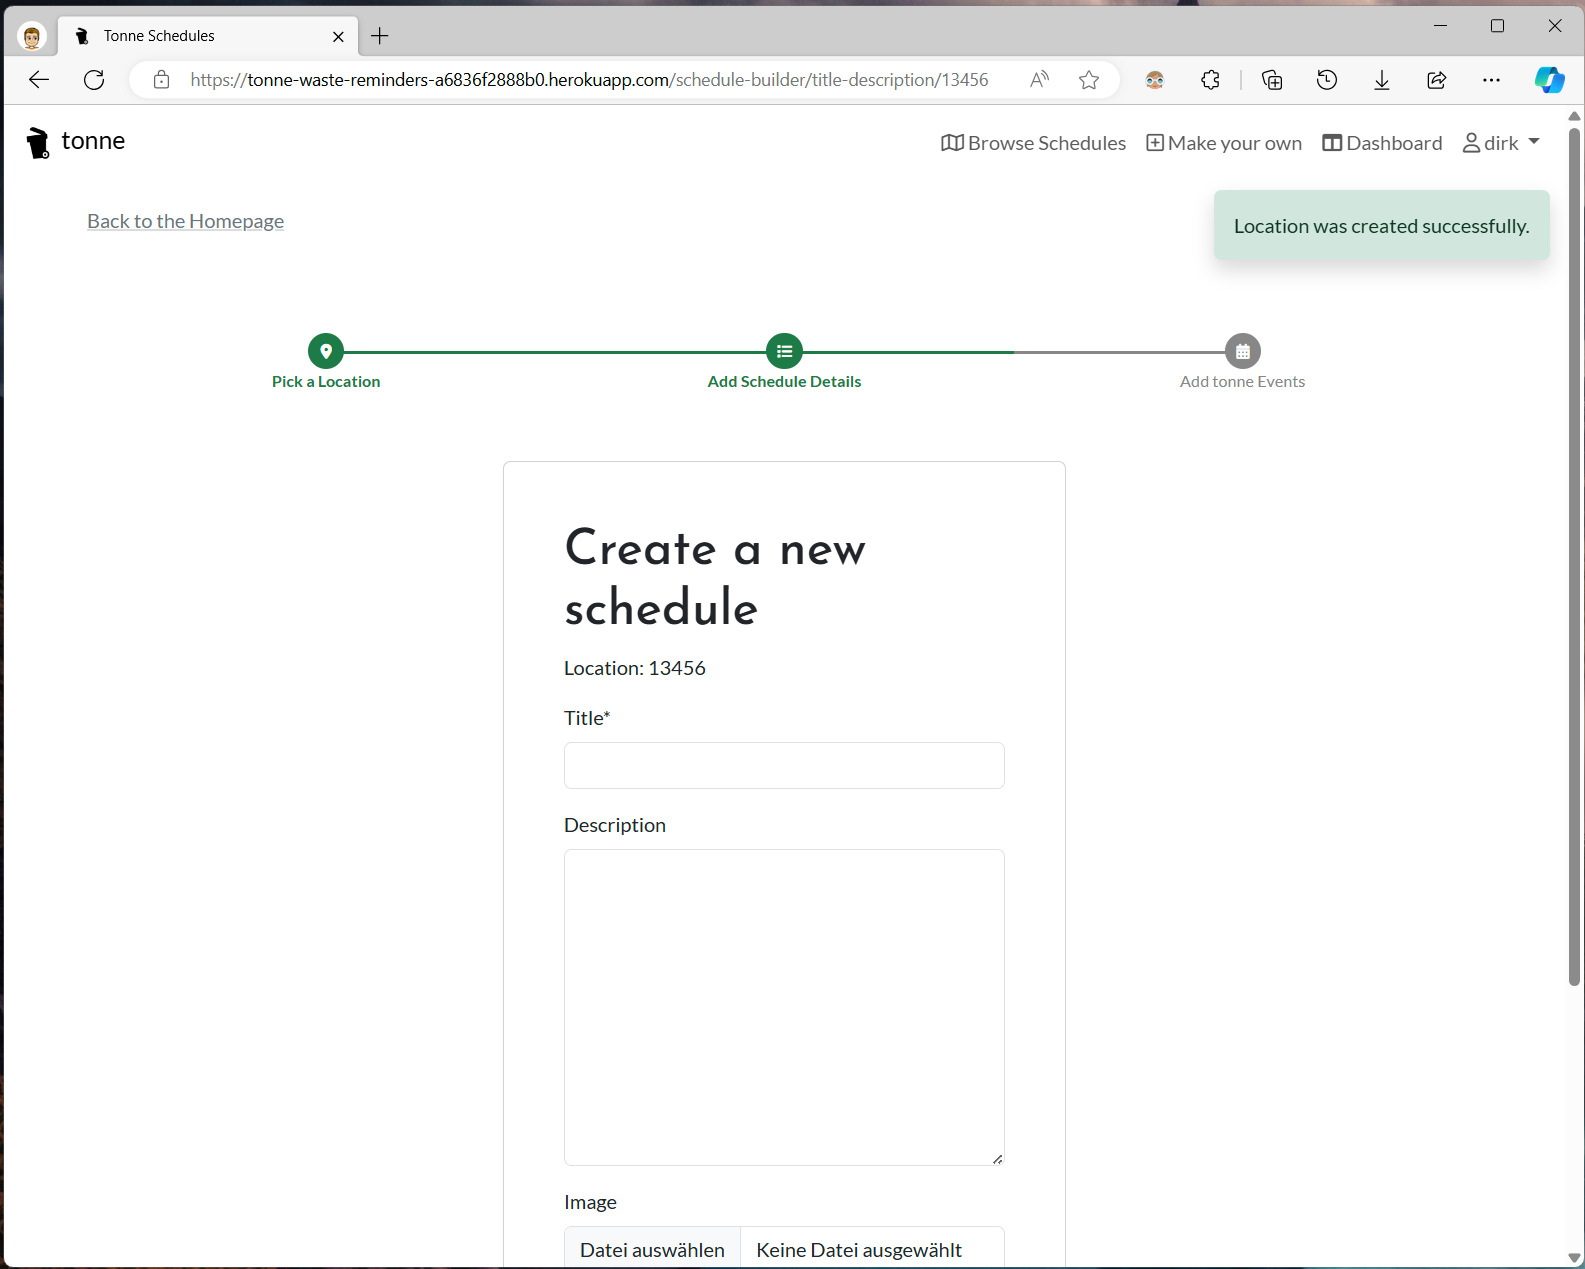 Tonne Schedules
https://tonne-waste-reminders-a6836f2888b0.herokuapp.com/schedule-builder/title-description/13456
tonne
Browse Schedules
Make your own
Dashboard
dirk
Back to the Homepage
Location was created successfully.
Pick a Location
Add Schedule Details
Add tonne Events
Create a new
schedule
Location: 13456
Title*
Description
Image
Datei auswählen
Keine Datei ausgewählt